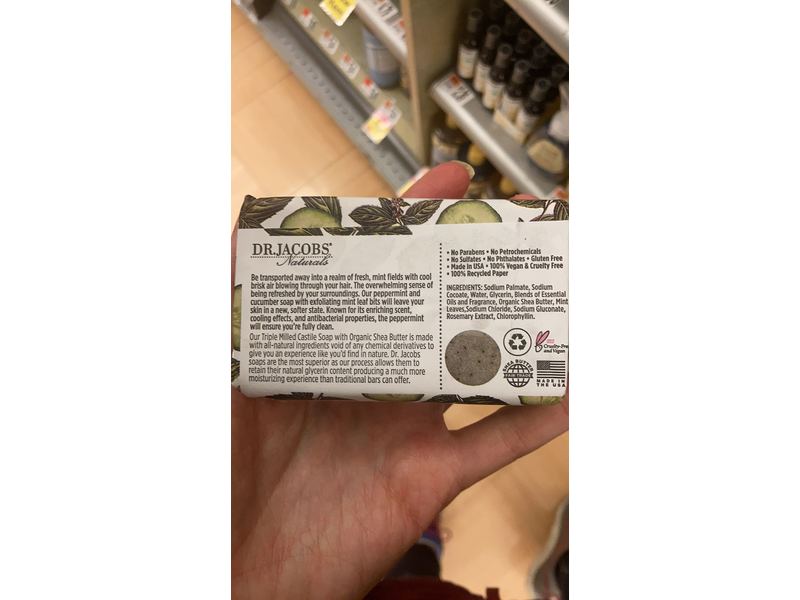 DR.JACOBS
Naturals
Be transported away into a realm of fresh, mint fields with cool
brisk air blowing through your hair. The overwhelming sense of
being refreshed by your surroundings. Our peppermint and
cucumber soap with exfoliating mint leaf bits will leave your
skin in a new, softer state. Known for its enriching scent,
cooling effects, and antibacterial properties, the peppermint
will ensure you're fully clean.
Our Triple Milled Castile Soap with Organic Shea Butter is made
with all-natural ingredients void of any chemical derivatives to
give you an experience like you'd find in nature. Dr. Jacobs
soaps are the most superior as our process allows them to
retain their natural glycerin content producing a much more
moisturizing experience than traditional bars can offer.
• No Parabens • No Petrochemicals
• No Sulfates • No Phthalates • Gluten Free
• Made in USA • 100% Vegan & Cruelty Free
• 100% Recycled Paper
INGREDIENTS: Sodium Palmate, Sodium
Cocoate, Water, Glycerin, Blends of Essential
Oils and Fragrance, Organic Shea Butter, Mint
Leaves,Sodium Chloride, Sodium Gluconate,
Rosemary Extract, Chlorophyllin.
Cruelty-Free
and Vegan
SHEA BUTTER
FAIR TRADE
MADE IN
THE USA